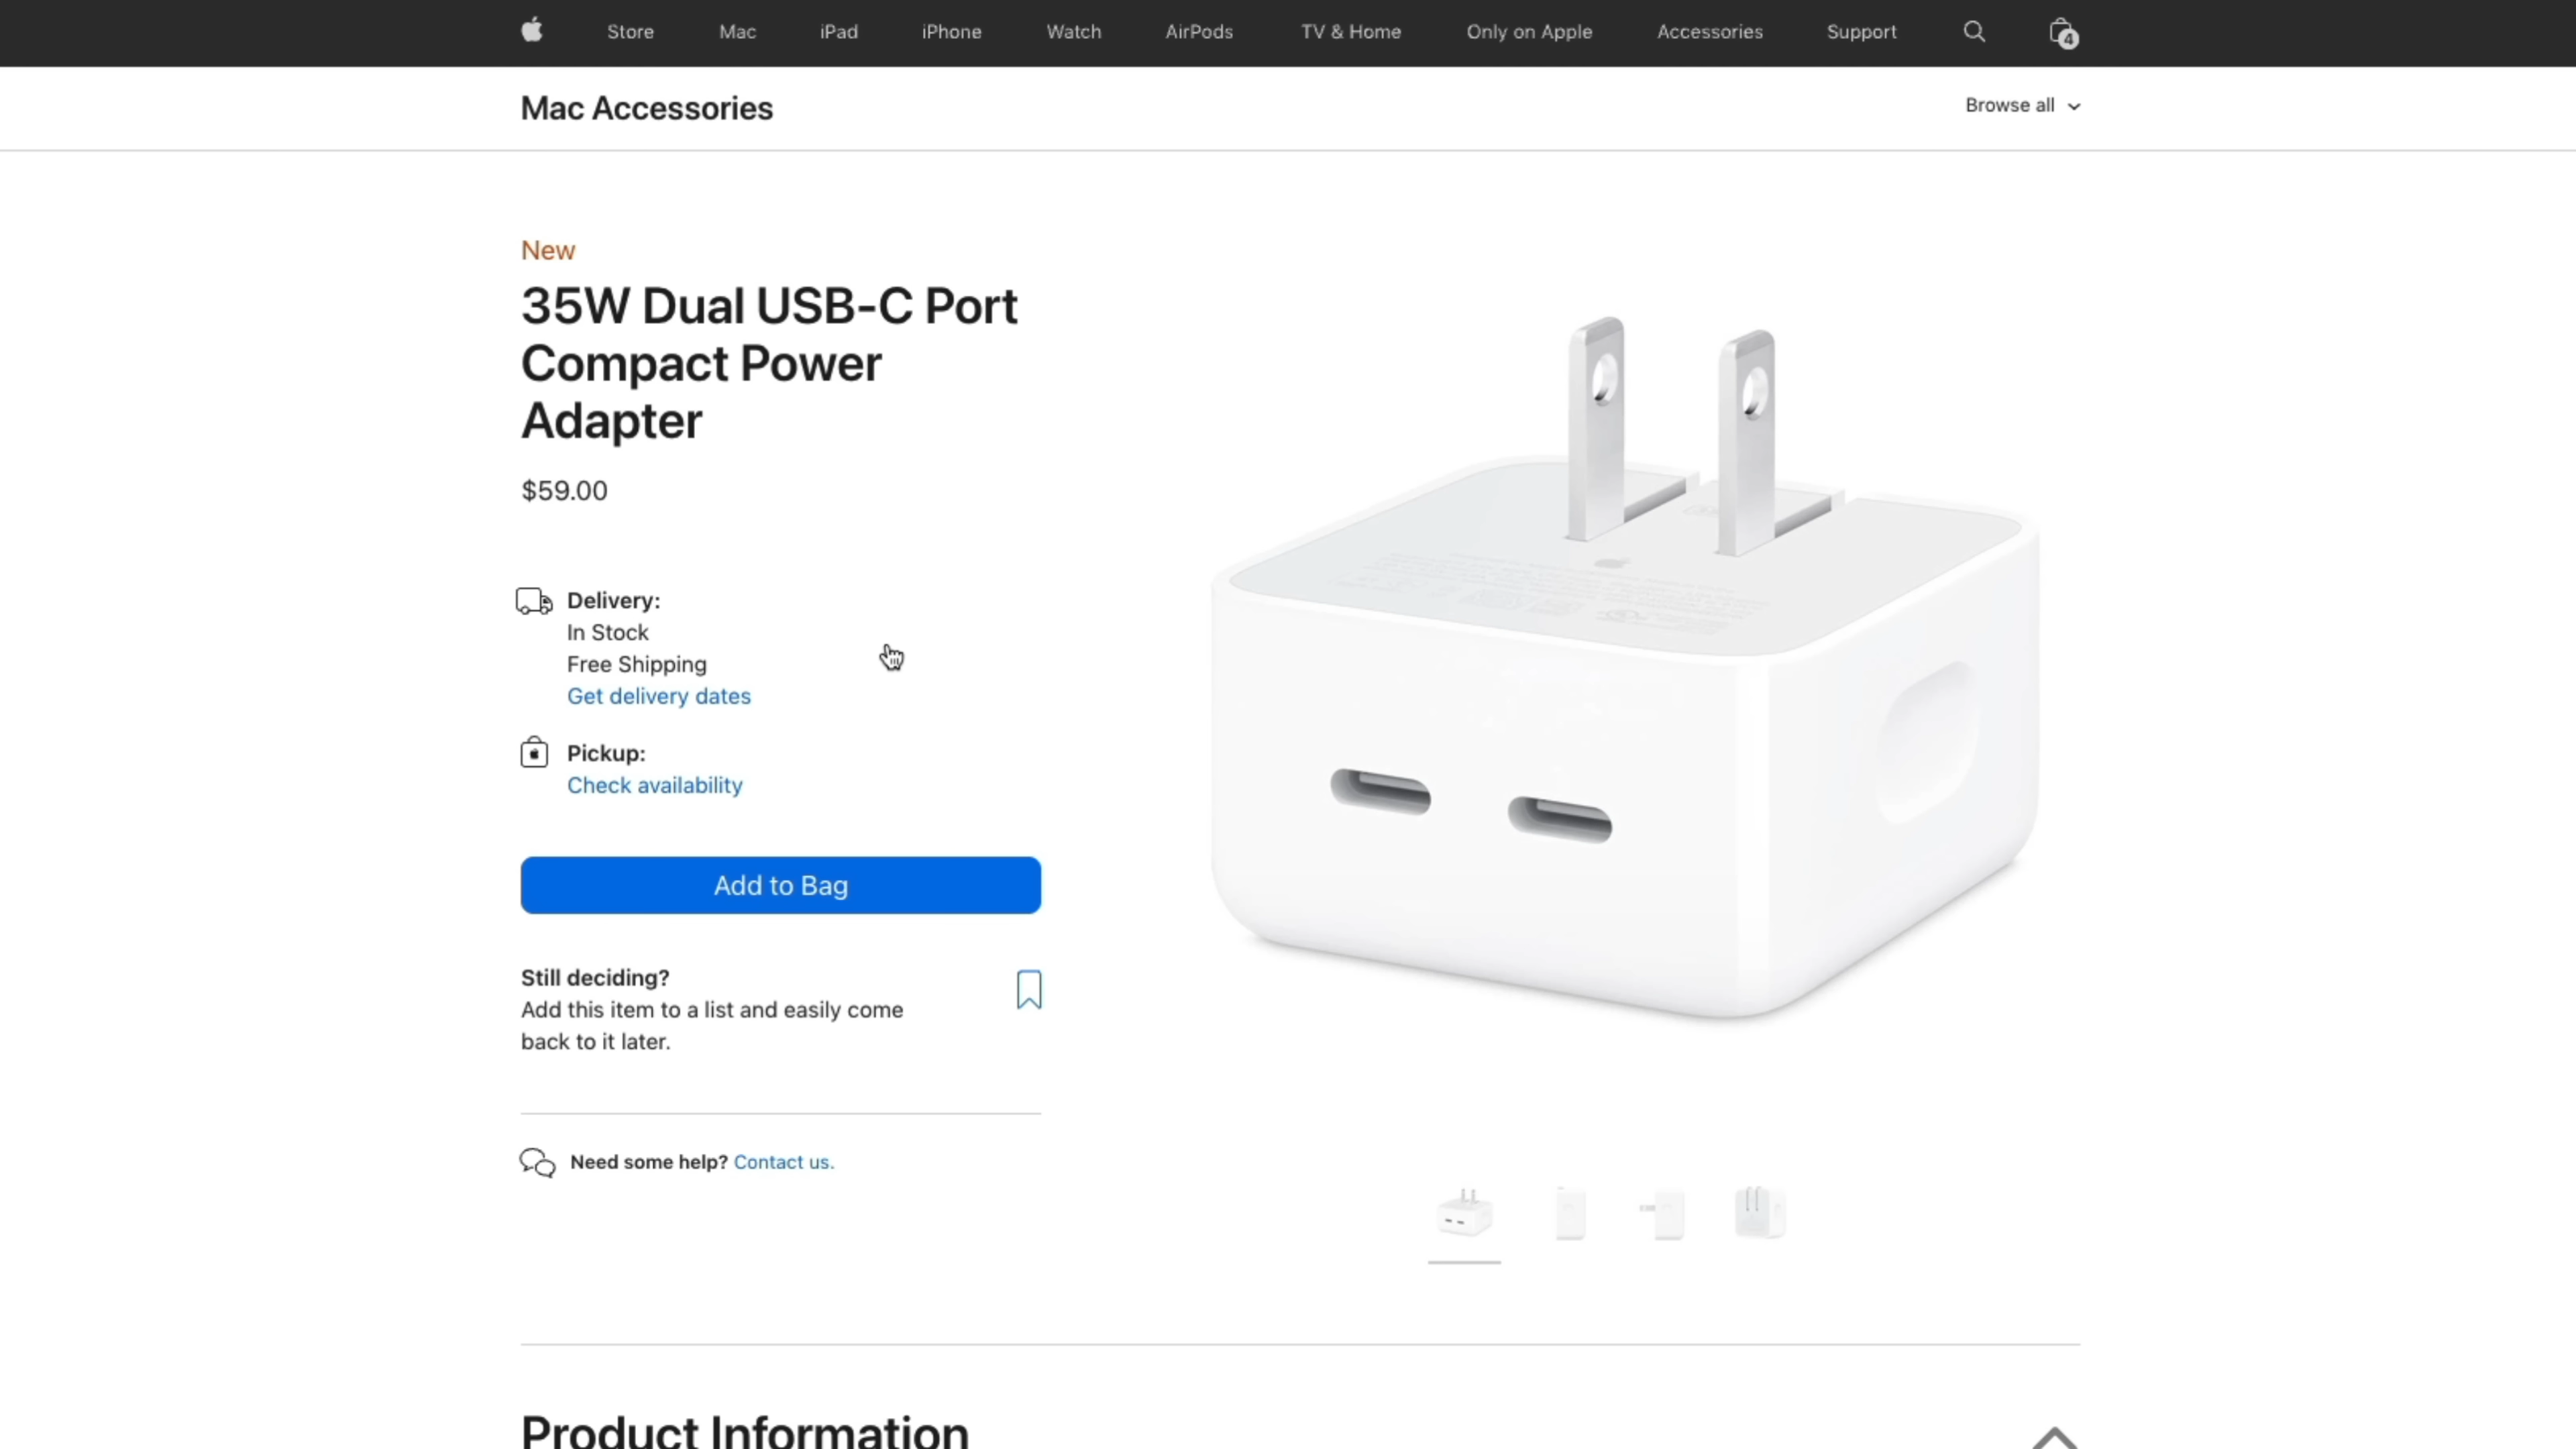 Store Mac iPad iPhone Watch AirPods TV & Home Only on Apple Accessories Support 4
Mac Accessories
Browse all
New
35W Dual USB-C Port
Compact Power
Adapter
$59.00
Delivery:
In Stock
Free Shipping
Get delivery dates
Pickup:
Check availability
Add to Bag
Still deciding?
Add this item to a list and easily come
back to it later.
Need some help? Contact us.
Product Information